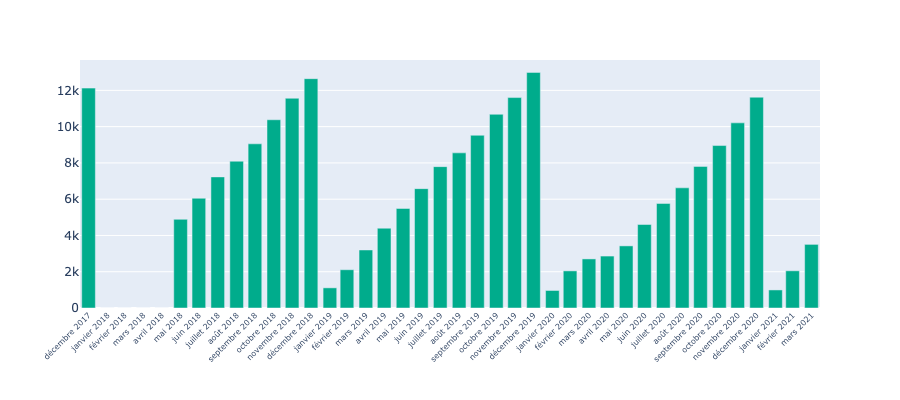 12k
10k
8k
6k
4k
2k
0
décembre 2017
janvier 2018
février 2018
mars 2018
avril 2018
mai 2018
juin 2018
juillet 2018
août 2018
septembre 2018
octobre 2018
novembre 2018
décembre 2018
janvier 2019
février 2019
mars 2019
avril 2019
mai 2019
juin 2019
juillet 2019
août 2019
septembre 2019
octobre 2019
novembre 2019
décembre 2019
janvier 2020
février 2020
mars 2020
avril 2020
mai 2020
juin 2020
juillet 2020
août 2020
septembre 2020
octobre 2020
novembre 2020
décembre 2020
janvier 2021
février 2021
mars 2021